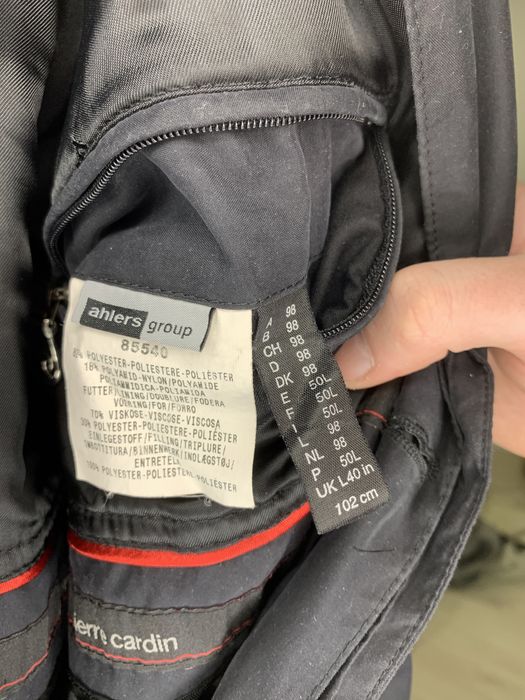 ahlers group
85540
POLYESTER-POLIESTERE-POLIÉSTER
16% POLYAMID-NYLON/POLYAMIDE
POLIAMMIDICA-POLIAMIDA
FUTTER/LINING/DOUBLURE/FODERA
VOERING/FOR/FORRO
70% VISKOSE-VISCOSE-VISCOSA
30% POLYESTER-POLIESTERE-POLIÉSTER
EINLEGESTOFF/FILLING/TRIPLURE/
IMBOTTITURA/BINNENWERK/INDLÆGSTØJ/
ENTRETELA
100% POLYESTER-POLIESTERE-POLIÉSTER
A 98
B 98
CH 98
D 98
DK 98
E 50L
F 50L
I 50L
L 98
NL 98
P 50L
UK L40 in
102 cm
ierre cardin